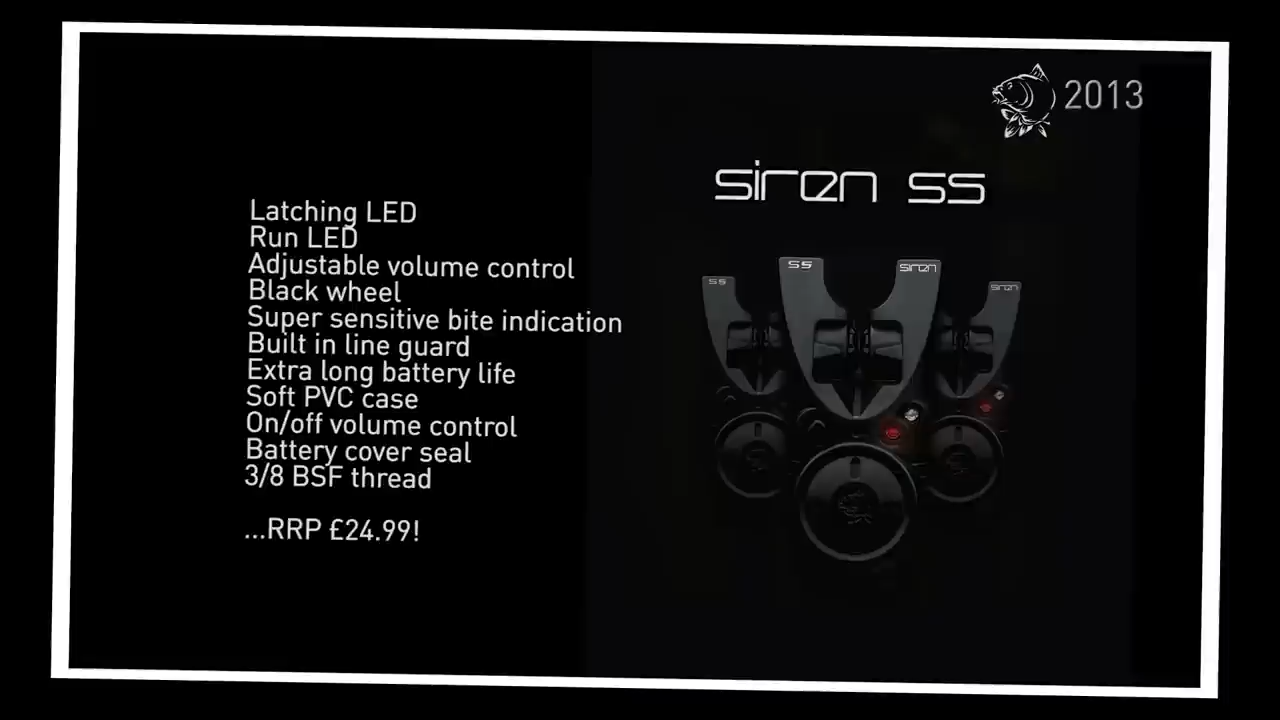 2013
siren ss
Latching LED
Run LED
Adjustable volume control
Black wheel
Super sensitive bite indication
Built in line guard
Extra long battery life
Soft PVC case
On/off volume control
Battery cover seal
3/8 BSF thread
...RRP £24.99!
SS
SS
siren
siren